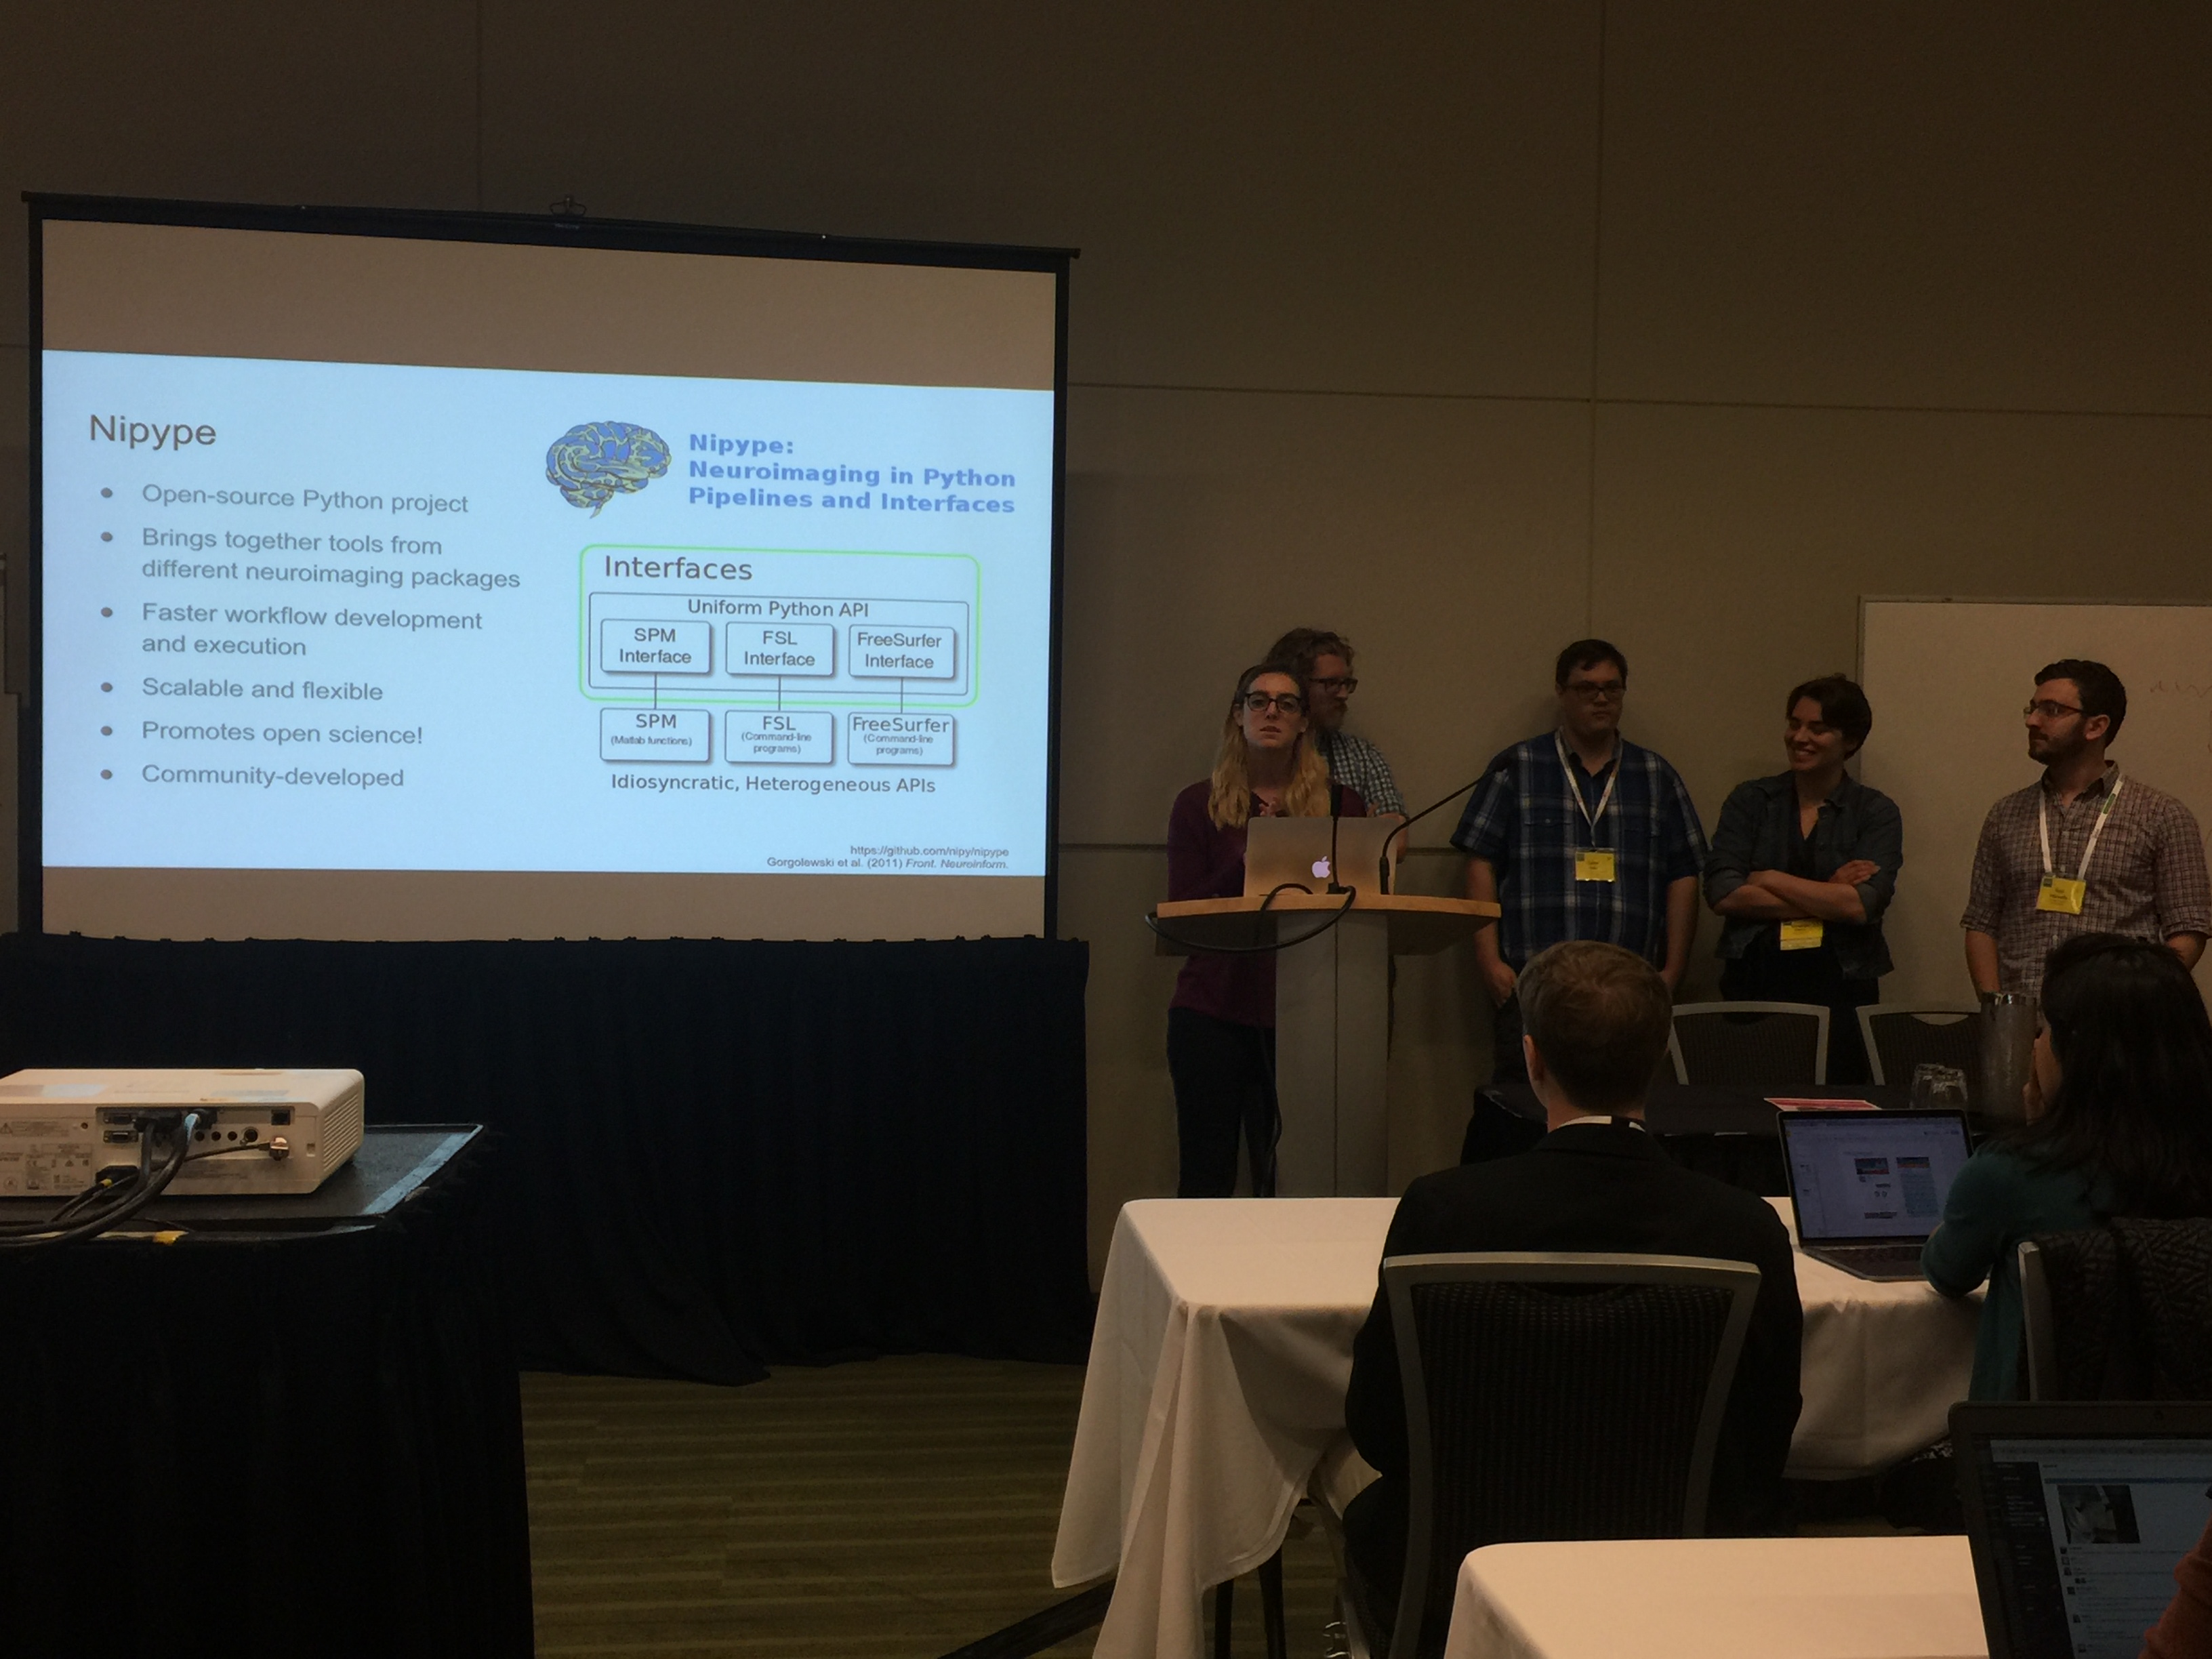 Nipype
Open-source Python project
Brings together tools from
different neuroimaging packages
Faster workflow development
and execution
Scalable and flexible
Promotes open science!
Community-developed
Nipype:
Neuroimaging in Python
Pipelines and Interfaces
Interfaces
Uniform Python API
SPM
Interface
FSL
Interface
FreeSurfer
Interface
SPM
(Matlab functions)
FSL
(Command-line
programs)
FreeSurfer
(Command-line
programs)
Idiosyncratic, Heterogeneous APIs
https://github.com/nipy/nipype
Gorgolewski et al. (2011) Front. Neuroinform.